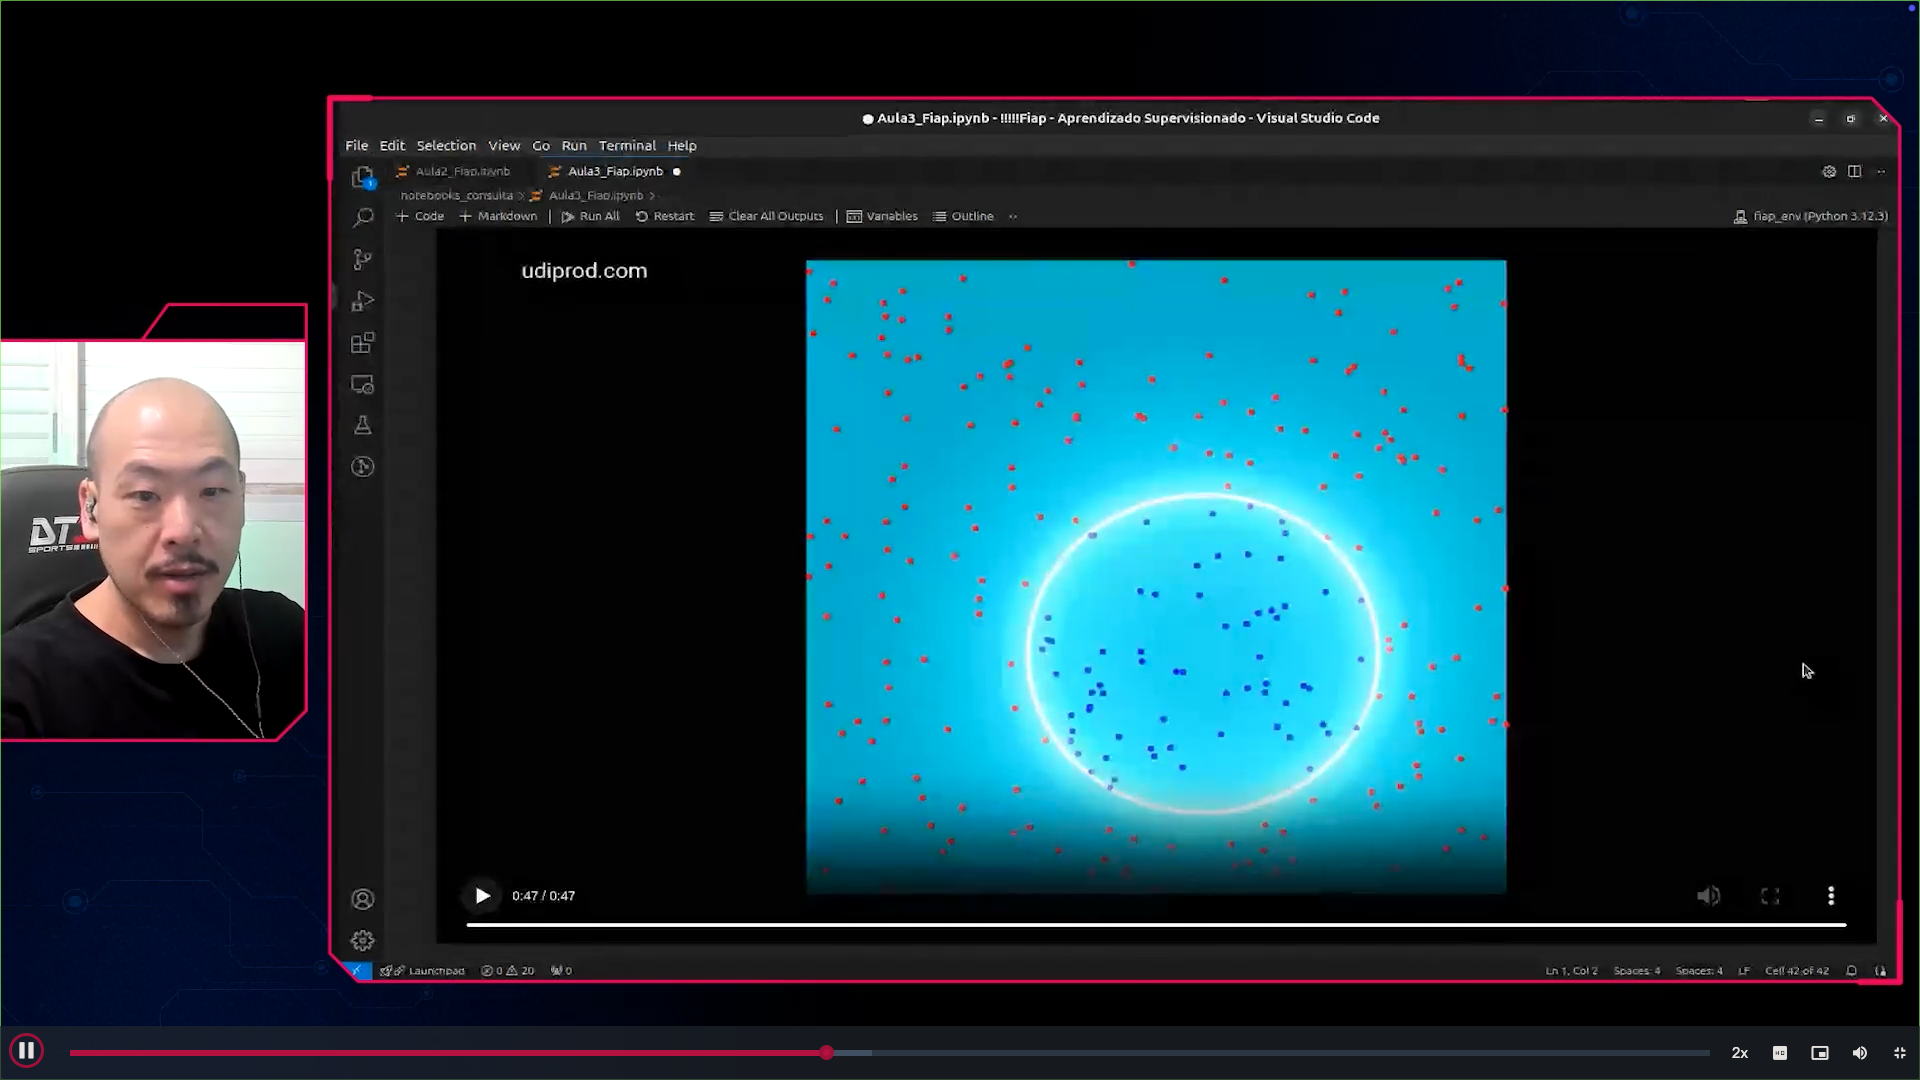 Aula3_Fiap.ipynb - !!!!!Fiap - Aprendizado Supervisionado - Visual Studio Code
File Edit Selection View Go Run Terminal Help
Aula2_Fiap.ipynb Aula3_Fiap.ipynb
notebooks_consulta > Aula3_Fiap.ipynb >
+ Code + Markdown Run All Restart Clear All Outputs Variables Outline ··· fiap_env (Python 3.12.3)
udiprod.com
1
DT3
SPORTS
0:47 / 0:47
Launchpad 0 20 0 Ln 1, Col 2 Spaces: 4 Spaces: 4 LF Cell 42 of 42
2x HD